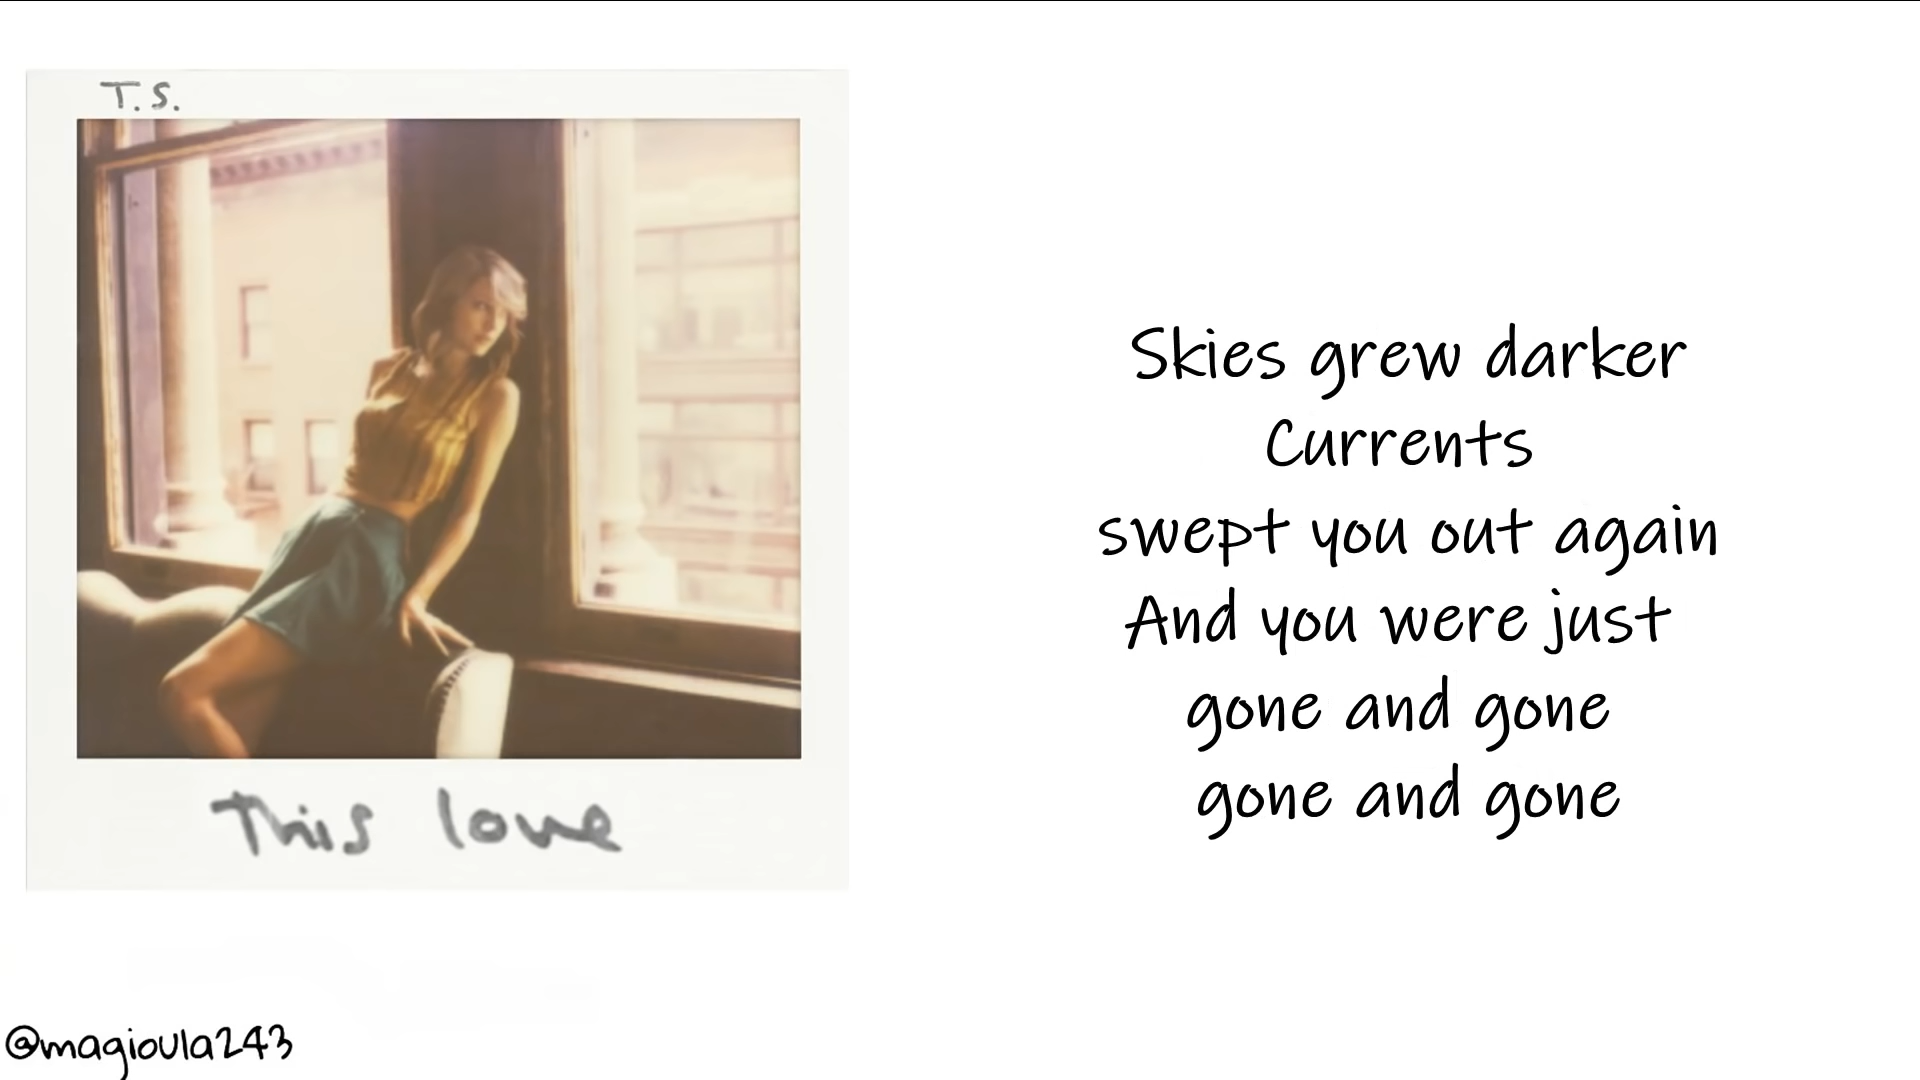 T.S.
This love
Skies grew darker
Currents
swept you out again
And you were just
gone and gone
gone and gone
@magioula243